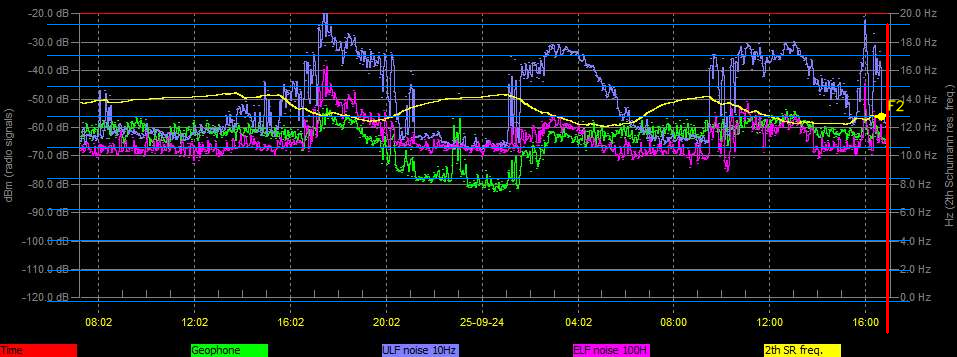 -20.0 dB 20.0 Hz
-30.0 dB 18.0 Hz
-40.0 dB 16.0 Hz
-50.0 dB 14.0 Hz
F2
-60.0 dB 12.0 Hz
-70.0 dB 10.0 Hz
-80.0 dB 8.0 Hz
-90.0 dB 6.0 Hz
-100.0 dB 4.0 Hz
-110.0 dB 2.0 Hz
-120.0 dB 0.0 Hz
dBm (radio signals)
Hz (2th Schumann res. freq.)
08:02 12:02 16:02 20:02 25-09-24 04:02 08:00 12:00 16:00
Time Geophone ULF noise 10Hz ELF noise 100H 2th SR freq.